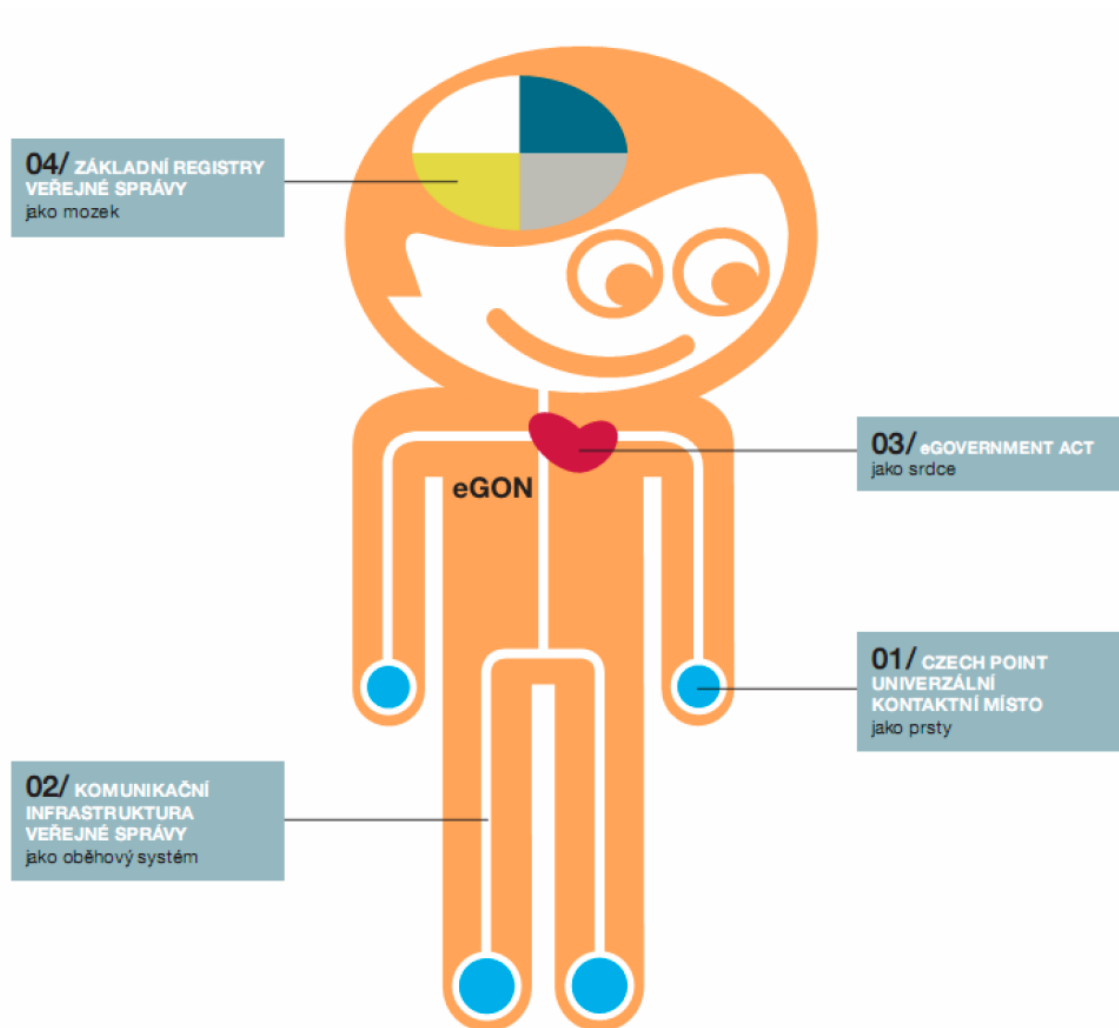 04/ ZÁKLADNÍ REGISTRY
VEŘEJNÉ SPRÁVY
jako mozek
03/ eGOVERNMENT ACT
jako srdce
eGON
01/ CZECH POINT
UNIVERZÁLNÍ
KONTAKTNÍ MÍSTO
jako prsty
02/ KOMUNIKAČNÍ
INFRASTRUKTURA
VEŘEJNÉ SPRÁVY
jako oběhový systém